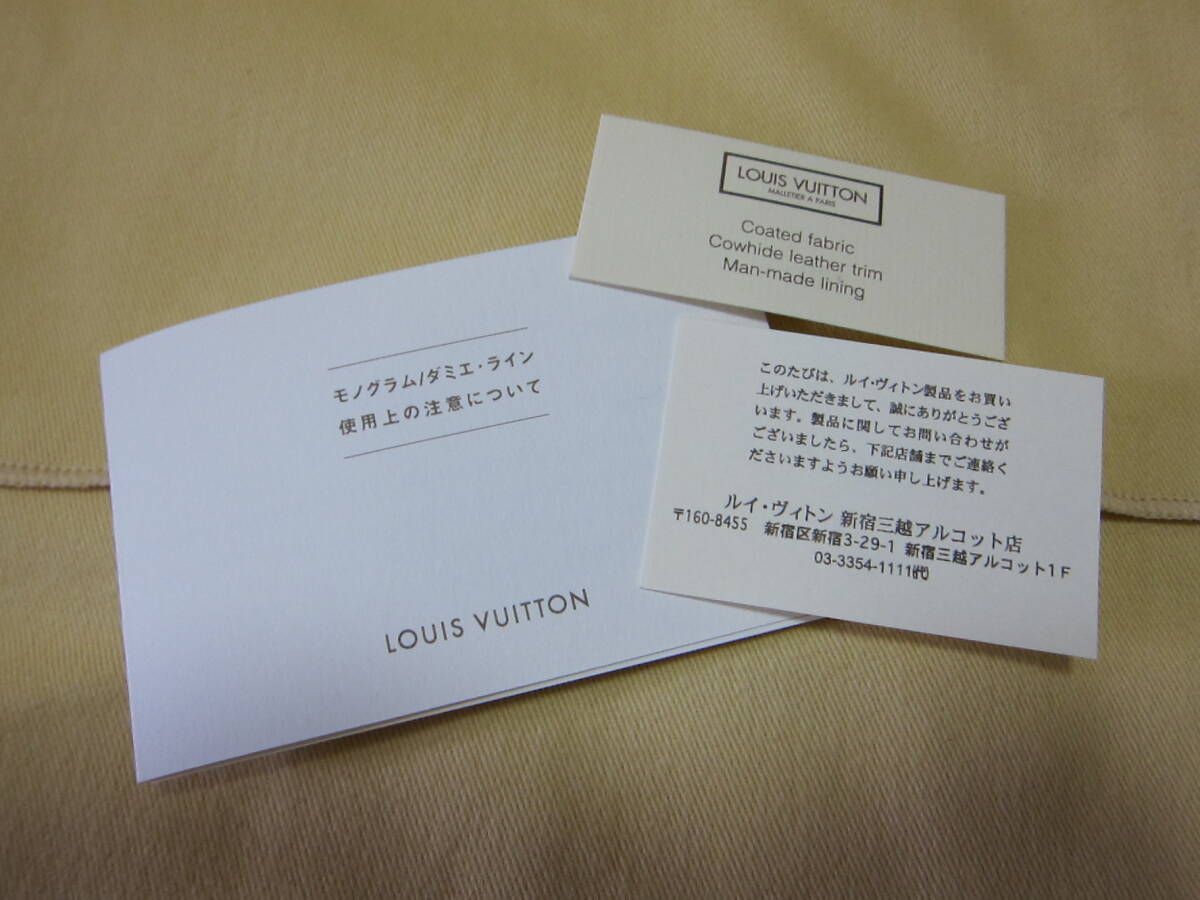 LOUIS VUITTON
MALLETIER A PARIS
Coated fabric
Cowhide leather trim
Man-made lining
モノグラム/ダミエ・ライン
使用上の注意について
LOUIS VUITTON
このたびは、ルイ・ヴィトン製品をお買い
上げいただきまして、誠にありがとうござ
います。製品に関してお問い合わせが
ございましたら、下記店舗までご連絡く
ださいますようお願い申し上げます。
ルイ・ヴィトン 新宿三越アルコット店
〒160-8455 新宿区新宿3-29-1 新宿三越アルコット1F
03-3354-1111㈹